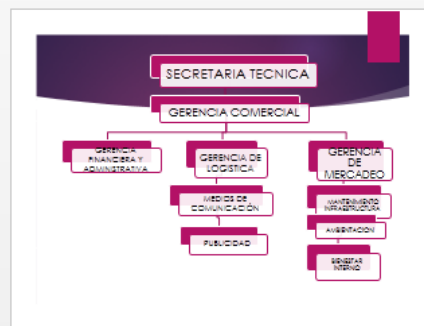 SECRETARIA TECNICA
GERENCIA COMERCIAL
GERENCIA
FINANCIERA Y
ADMINISTRATIVA
GERENCIA DE
LOGISTICA
GERENCIA
DE
MERCADEO
MEDIOS DE
COMUNICACIÓN
PUBLICIDAD
MANTENIMIENTO
INFRAESTRUCTURA
AMBIENTACION
BIENESTAR
INTERNO